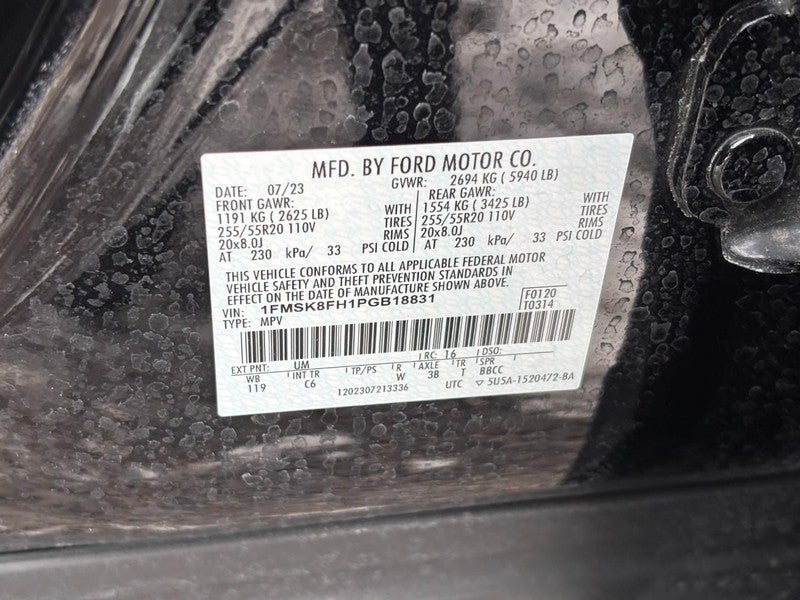 MFD. BY FORD MOTOR CO.
DATE: 07/23 GVWR: 2694 KG ( 5940 LB)
FRONT GAWR: REAR GAWR:
1191 KG ( 2625 LB) WITH 1554 KG ( 3425 LB) WITH
255/55R20 110V TIRES 255/55R20 110V TIRES
20x8.0J RIMS 20x8.0J RIMS
AT 230 kPa/ 33 PSI COLD AT 230 kPa/ 33 PSI COLD
THIS VEHICLE CONFORMS TO ALL APPLICABLE FEDERAL MOTOR
VEHICLE SAFETY AND THEFT PREVENTION STANDARDS IN
EFFECT ON THE DATE OF MANUFACTURE SHOWN ABOVE.
VIN: 1FMSK8FH1PGB18831 F0120
TYPE: MPV T0314
EXT PNT: UM RC: 16 DSO:
WB INT TR TP/PS R AXLE TR SPR
119 C6 W 3B T BBCC
1202307213336 UTC ▽ 5U5A-1520472-BA